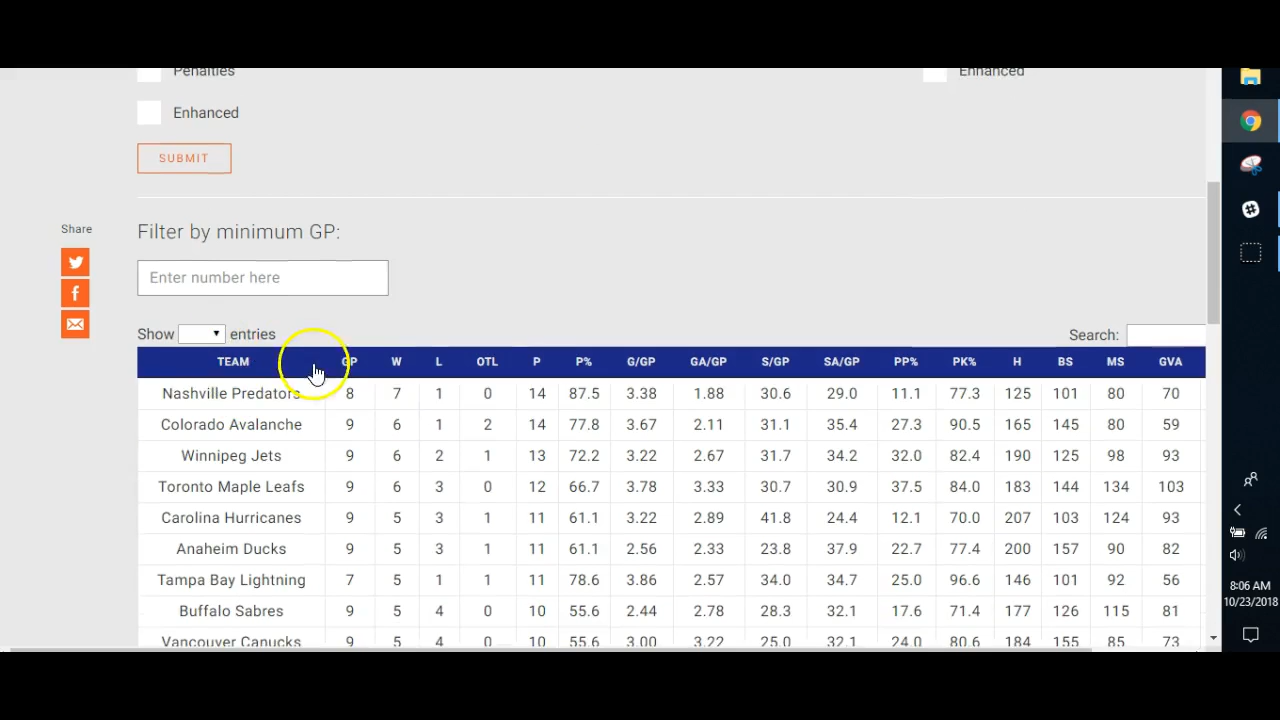 Penalties
Enhanced
Enhanced
SUBMIT
Share
Filter by minimum GP:
Enter number here
Show entries
Search:
TEAM GP W L OTL P P% G/GP GA/GP S/GP SA/GP PP% PK% H BS MS GVA
Nashville Predators 8 7 1 0 14 87.5 3.38 1.88 30.6 29.0 11.1 77.3 125 101 80 70
Colorado Avalanche 9 6 1 2 14 77.8 3.67 2.11 31.1 35.4 27.3 90.5 165 145 80 59
Winnipeg Jets 9 6 2 1 13 72.2 3.22 2.67 31.7 34.2 32.0 82.4 190 125 98 93
Toronto Maple Leafs 9 6 3 0 12 66.7 3.78 3.33 30.7 30.9 37.5 84.0 183 144 134 103
Carolina Hurricanes 9 5 3 1 11 61.1 3.22 2.89 41.8 24.4 12.1 70.0 207 103 124 93
Anaheim Ducks 9 5 3 1 11 61.1 2.56 2.33 23.8 37.9 22.7 77.4 200 157 90 82
Tampa Bay Lightning 7 5 1 1 11 78.6 3.86 2.57 34.0 34.7 25.0 96.6 146 101 92 56
Buffalo Sabres 9 5 4 0 10 55.6 2.44 2.78 28.3 32.1 17.6 71.4 177 126 115 81
Vancouver Canucks 9 5 4 0 10 55.6 3.00 3.22 25.0 32.1 24.0 80.6 184 155 85 73
8:06 AM
10/23/2018